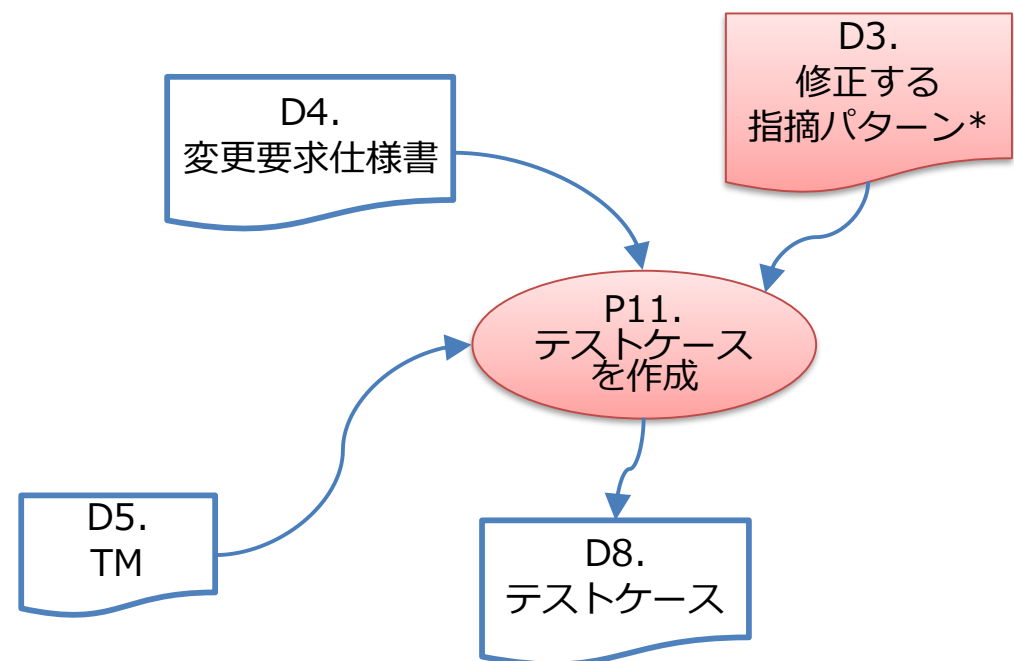 D3.
修正する
指摘パターン*
D4.
変更要求仕様書
P11.
テストケース
を作成
D5.
TM
D8.
テストケース